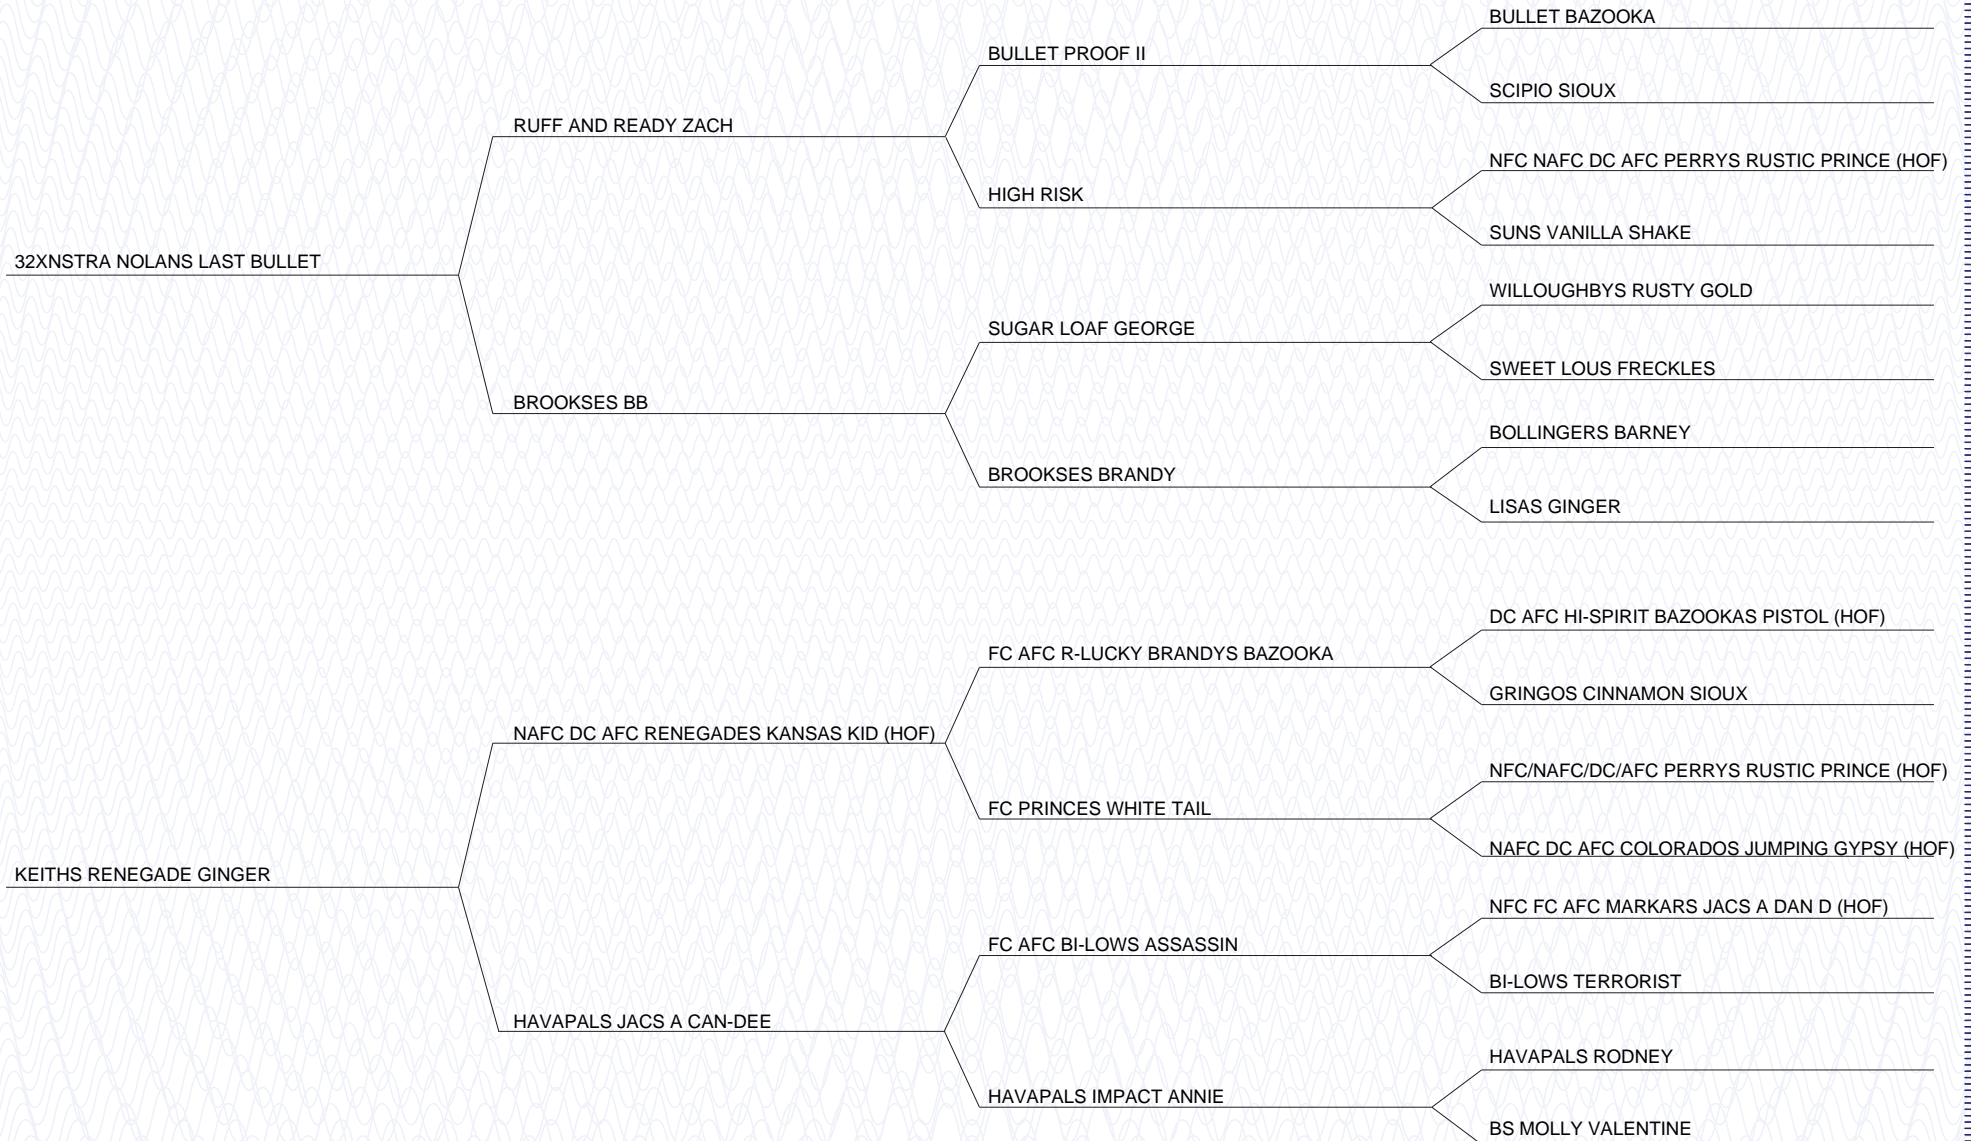 BULLET BAZOOKA
BULLET PROOF II
SCIPIO SIOUX
RUFF AND READY ZACH
NFC NAFC DC AFC PERRYS RUSTIC PRINCE (HOF)
HIGH RISK
SUNS VANILLA SHAKE
32XNSTRA NOLANS LAST BULLET
WILLOUGHBYS RUSTY GOLD
SUGAR LOAF GEORGE
SWEET LOUS FRECKLES
BROOKSES BB
BOLLINGERS BARNEY
BROOKSES BRANDY
LISAS GINGER
DC AFC HI-SPIRIT BAZOOKAS PISTOL (HOF)
FC AFC R-LUCKY BRANDYS BAZOOKA
GRINGOS CINNAMON SIOUX
NAFC DC AFC RENEGADES KANSAS KID (HOF)
NFC/NAFC/DC/AFC PERRYS RUSTIC PRINCE (HOF)
FC PRINCES WHITE TAIL
NAFC DC AFC COLORADOS JUMPING GYPSY (HOF)
KEITHS RENEGADE GINGER
NFC FC AFC MARKARS JACS A DAN D (HOF)
FC AFC BI-LOWS ASSASSIN
BI-LOWS TERRORIST
HAVAPALS JACS A CAN-DEE
HAVAPALS RODNEY
HAVAPALS IMPACT ANNIE
BS MOLLY VALENTINE